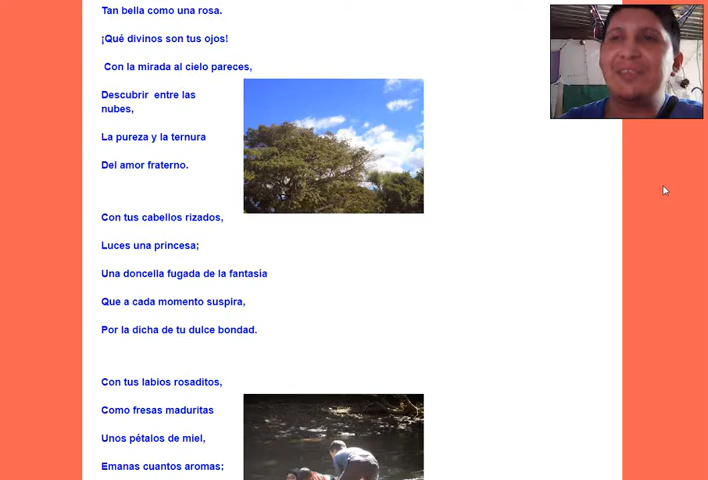 Tan bella como una rosa.
¡Qué divinos son tus ojos!
Con la mirada al cielo pareces,
Descubrir entre las
nubes,
La pureza y la ternura
Del amor fraterno.
Con tus cabellos rizados,
Luces una princesa;
Una doncella fugada de la fantasía
Que a cada momento suspira,
Por la dicha de tu dulce bondad.
Con tus labios rosaditos,
Como fresas maduritas
Unos pétalos de miel,
Emanas cuantos aromas;